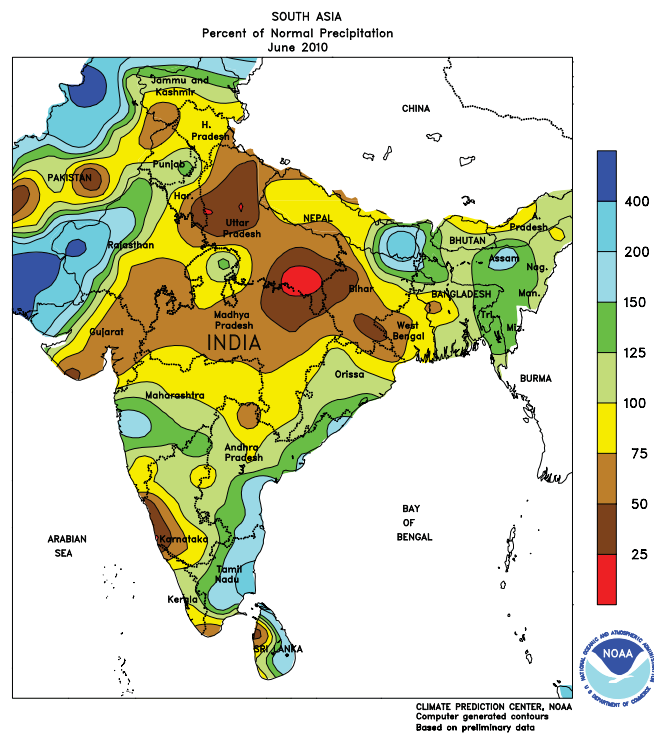 SOUTH ASIA
Percent of Normal Precipitation
June 2010
Jammu and
Kashmir
CHINA
H.
Pradesh
Punjab
PAKISTAN
Har.
400
Uttar
Pradesh
NEPAL
A.
Pradesh
Rajasthan
BHUTAN
200
Assam
Nag.
Bihar
BANGLADESH
Man.
150
Madhya
Pradesh
Tri.
Miz.
Gujarat
West
Bengal
INDIA
125
Orissa
BURMA
Maharashtra
100
Andhra
Pradesh
75
50
BAY
OF
BENGAL
ARABIAN
SEA
Karnataka
25
Tamil
Nadu
Kerala
SRI LANKA
NOAA
CLIMATE PREDICTION CENTER, NOAA
Computer generated contours
Based on preliminary data